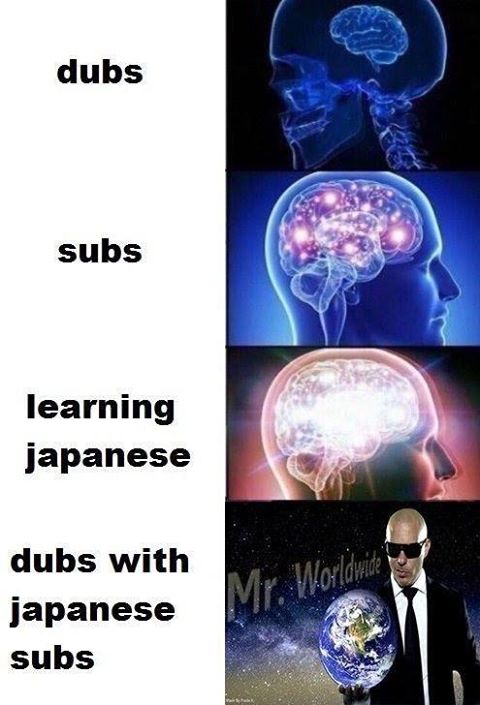 dubs
subs
learning
japanese
dubs with
japanese
subs
Mr. Worldwide